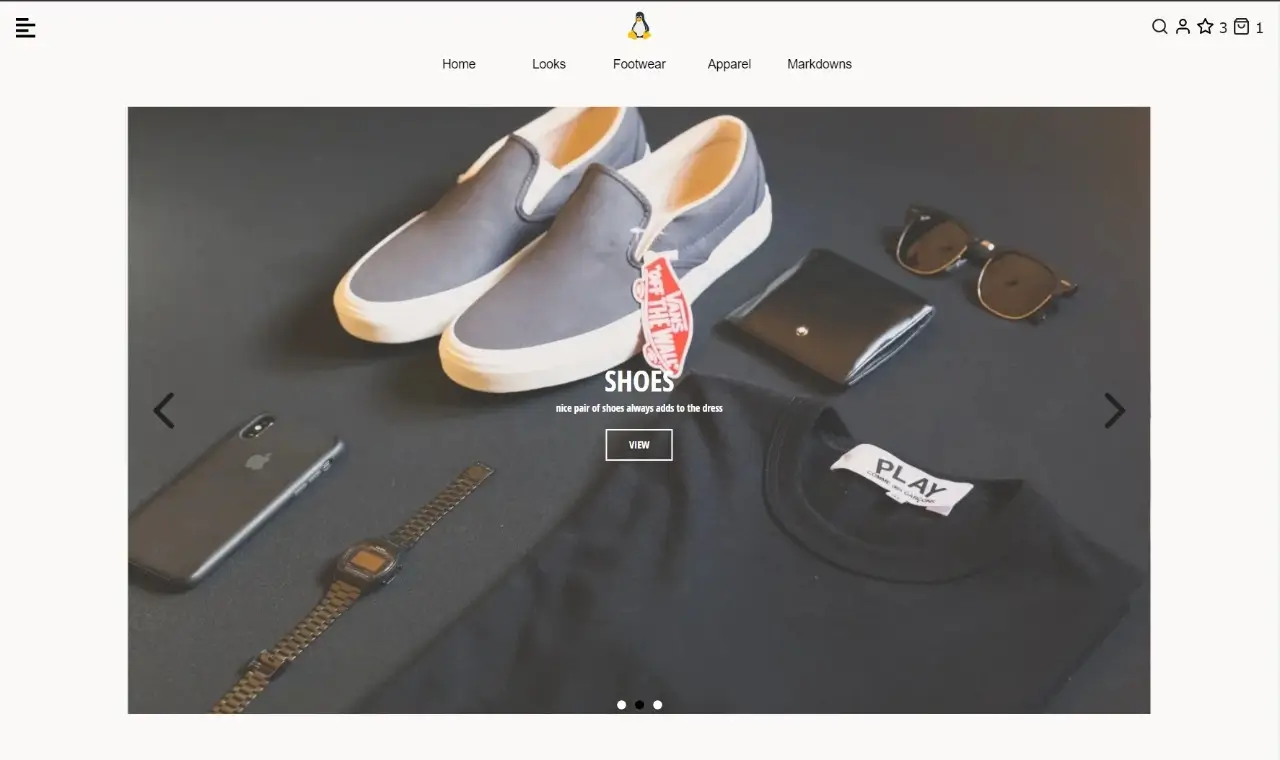 3 1
Home Looks Footwear Apparel Markdowns
VANS
"OFF THE WALL"
SHOES
nice pair of shoes always adds to the dress
VIEW
PLAY
COMME des GARÇONS